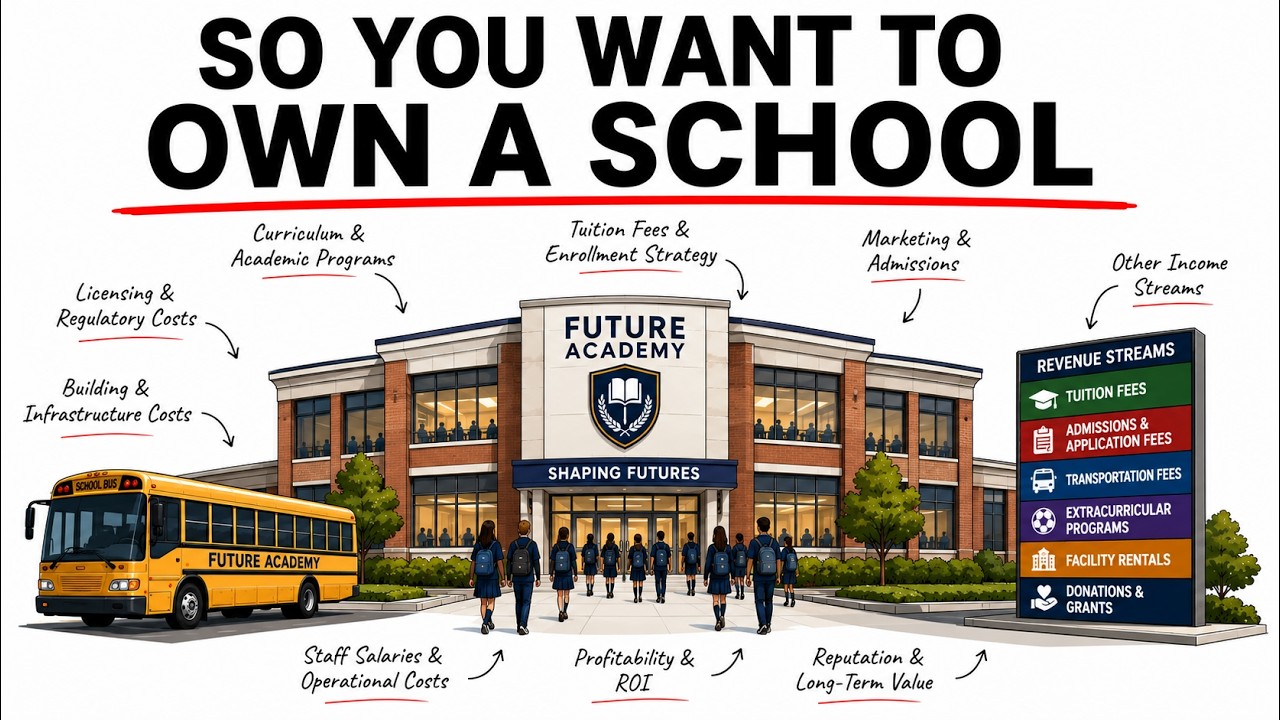 SO YOU WANT TO
OWN A SCHOOL
Curriculum &
Academic Programs
Tuition Fees &
Enrollment Strategy
Marketing &
Admissions
Other Income
Streams
Licensing &
Regulatory Costs
Building &
Infrastructure Costs
FUTURE
ACADEMY
SHAPING FUTURES
SCHOOL BUS
FUTURE ACADEMY
REVENUE STREAMS
TUITION FEES
ADMISSIONS &
APPLICATION FEES
TRANSPORTATION FEES
EXTRACURRICULAR
PROGRAMS
FACILITY RENTALS
DONATIONS &
GRANTS
Staff Salaries &
Operational Costs
Profitability &
ROI
Reputation &
Long-Term Value